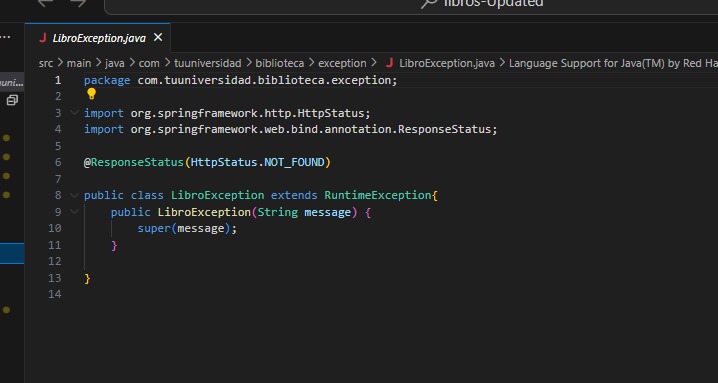 libros-Updated
LibroException.java
src > main > java > com > tuuniversidad > biblioteca > exception > LibroException.java > Language Support for Java(TM) by Red Ha
uni...
1 package com.tuuniversidad.biblioteca.exception;
2
3 import org.springframework.http.HttpStatus;
4 import org.springframework.web.bind.annotation.ResponseStatus;
5
6 @ResponseStatus(HttpStatus.NOT_FOUND)
7
8 public class LibroException extends RuntimeException{
9 public LibroException(String message) {
10 super(message);
11 }
12
13 }
14